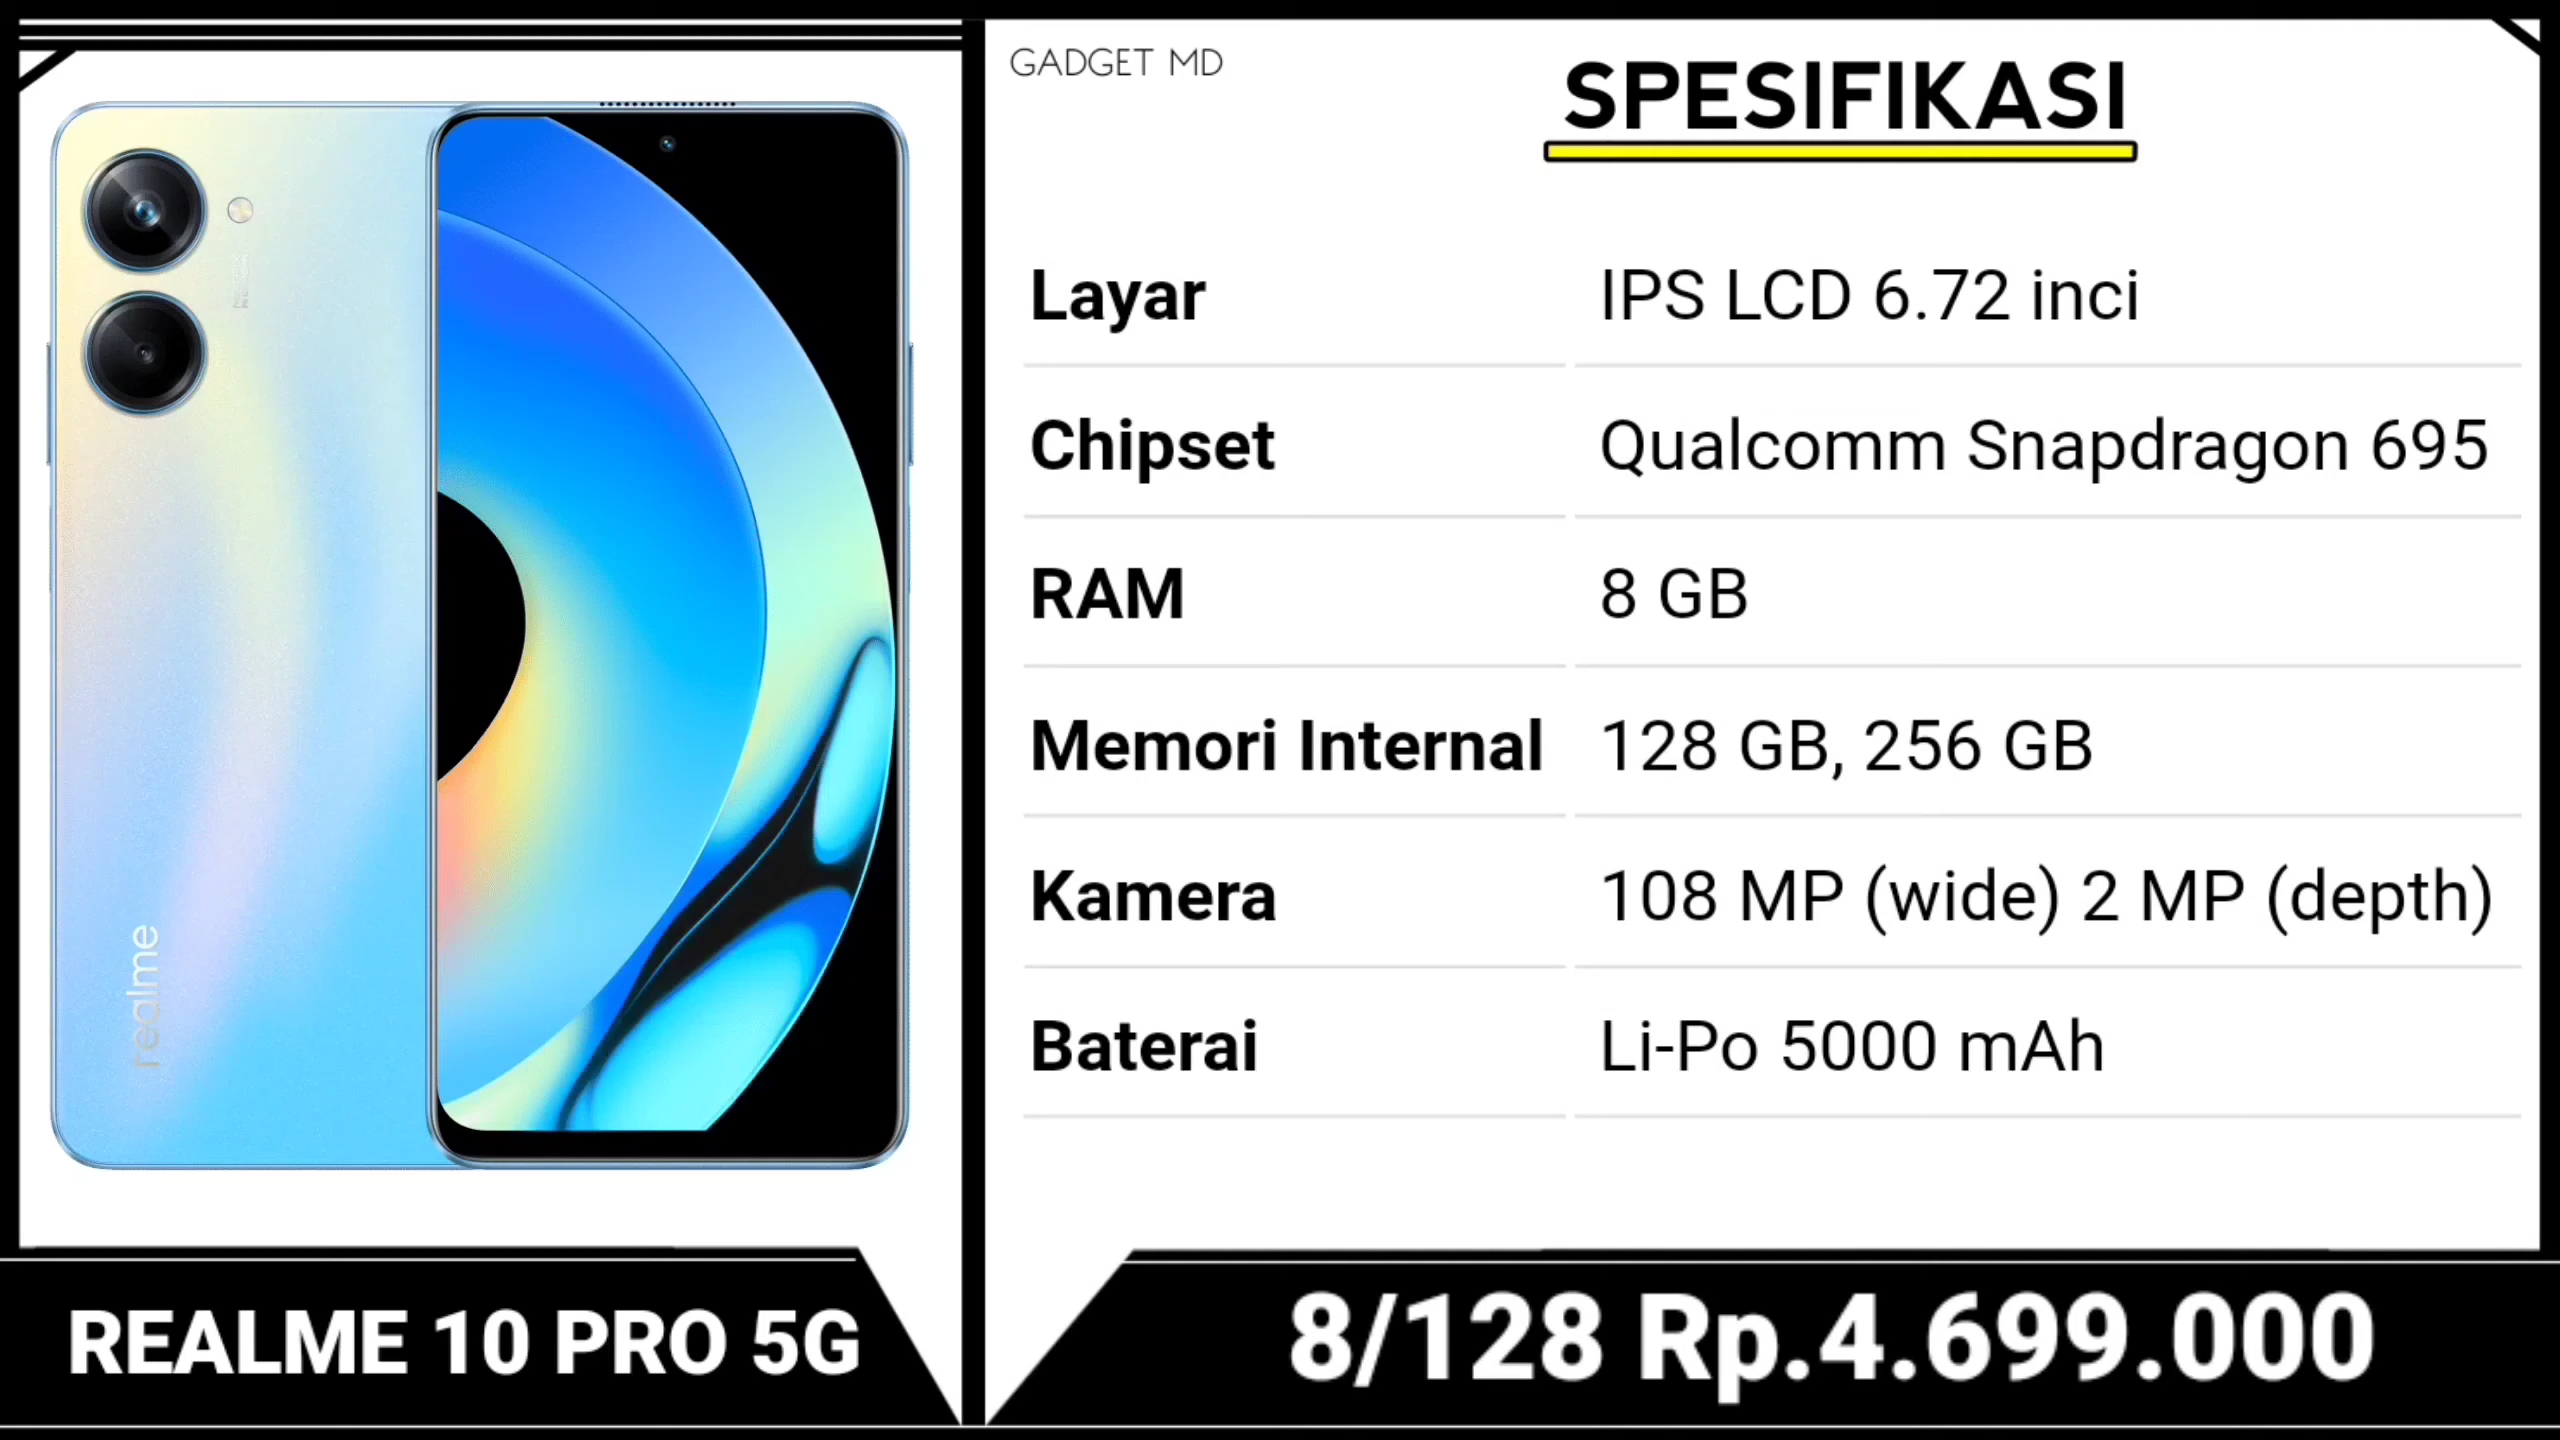 GADGET MD
SPESIFIKASI
Layar IPS LCD 6.72 inci
Chipset Qualcomm Snapdragon 695
RAM 8 GB
Memori Internal 128 GB, 256 GB
Kamera 108 MP (wide) 2 MP (depth)
Baterai Li-Po 5000 mAh
realme
REALME 10 PRO 5G
8/128 Rp.4.699.000